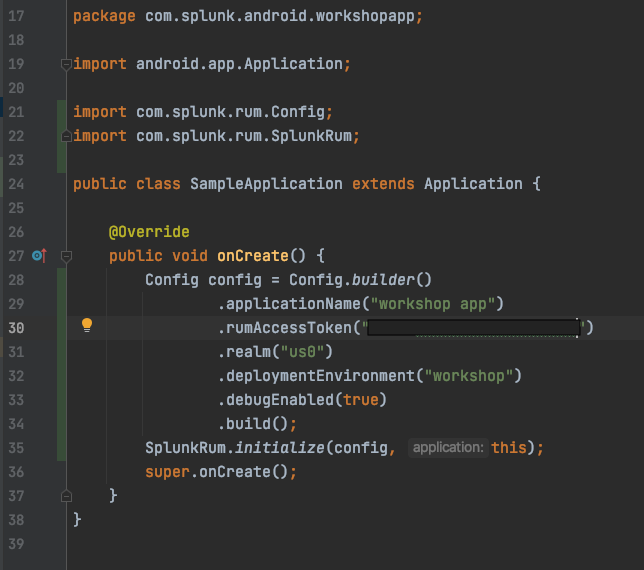 17 package com.splunk.android.workshopapp;
18
19 import android.app.Application;
20
21 import com.splunk.rum.Config;
22 import com.splunk.rum.SplunkRum;
23
24 public class SampleApplication extends Application {
25
26 @Override
27 public void onCreate() {
28 Config config = Config.builder()
29 .applicationName("workshop app")
30 .rumAccessToken("")
31 .realm("us0")
32 .deploymentEnvironment("workshop")
33 .debugEnabled(true)
34 .build();
35 SplunkRum.initialize(config, application: this);
36 super.onCreate();
37 }
38 }
39